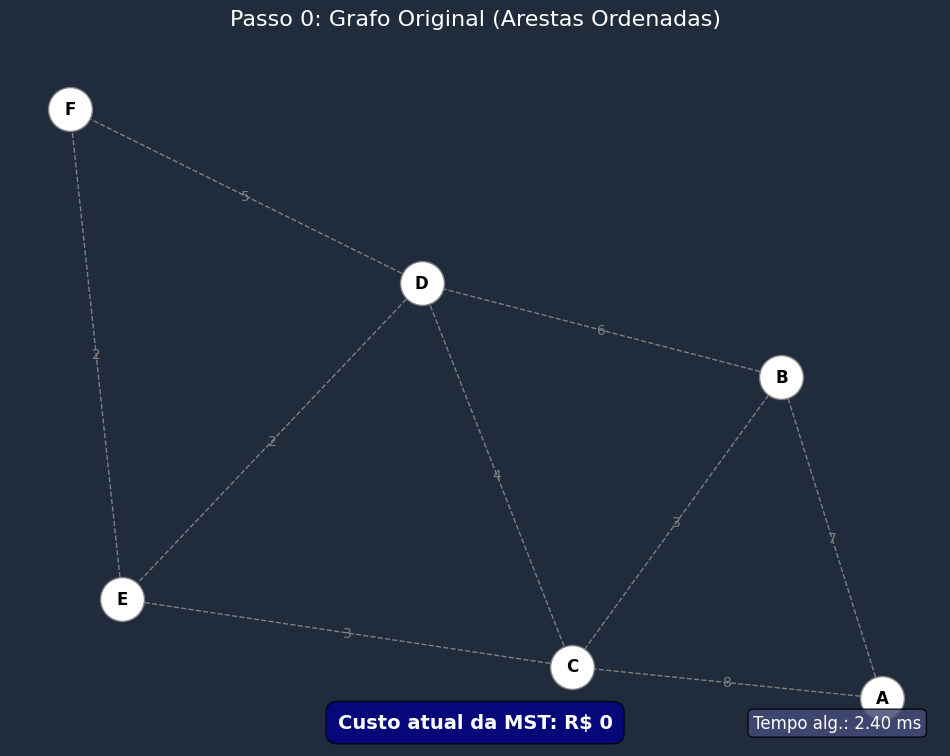 Passo 0: Grafo Original (Arestas Ordenadas)
F
5
D
6
2
B
2
4
3
7
E
3
C
8
A
Custo atual da MST: R$ 0
Tempo alg.: 2.40 ms